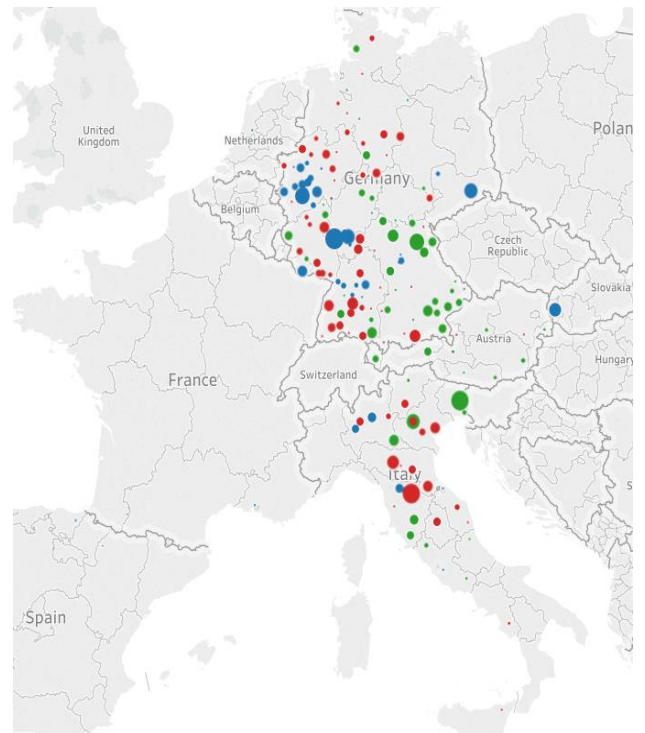 United
Kingdom
Netherlands
Poland
Germany
Belgium
Czech
Republic
Slovakia
Austria
Hungary
Switzerland
France
Italy
Spain
S